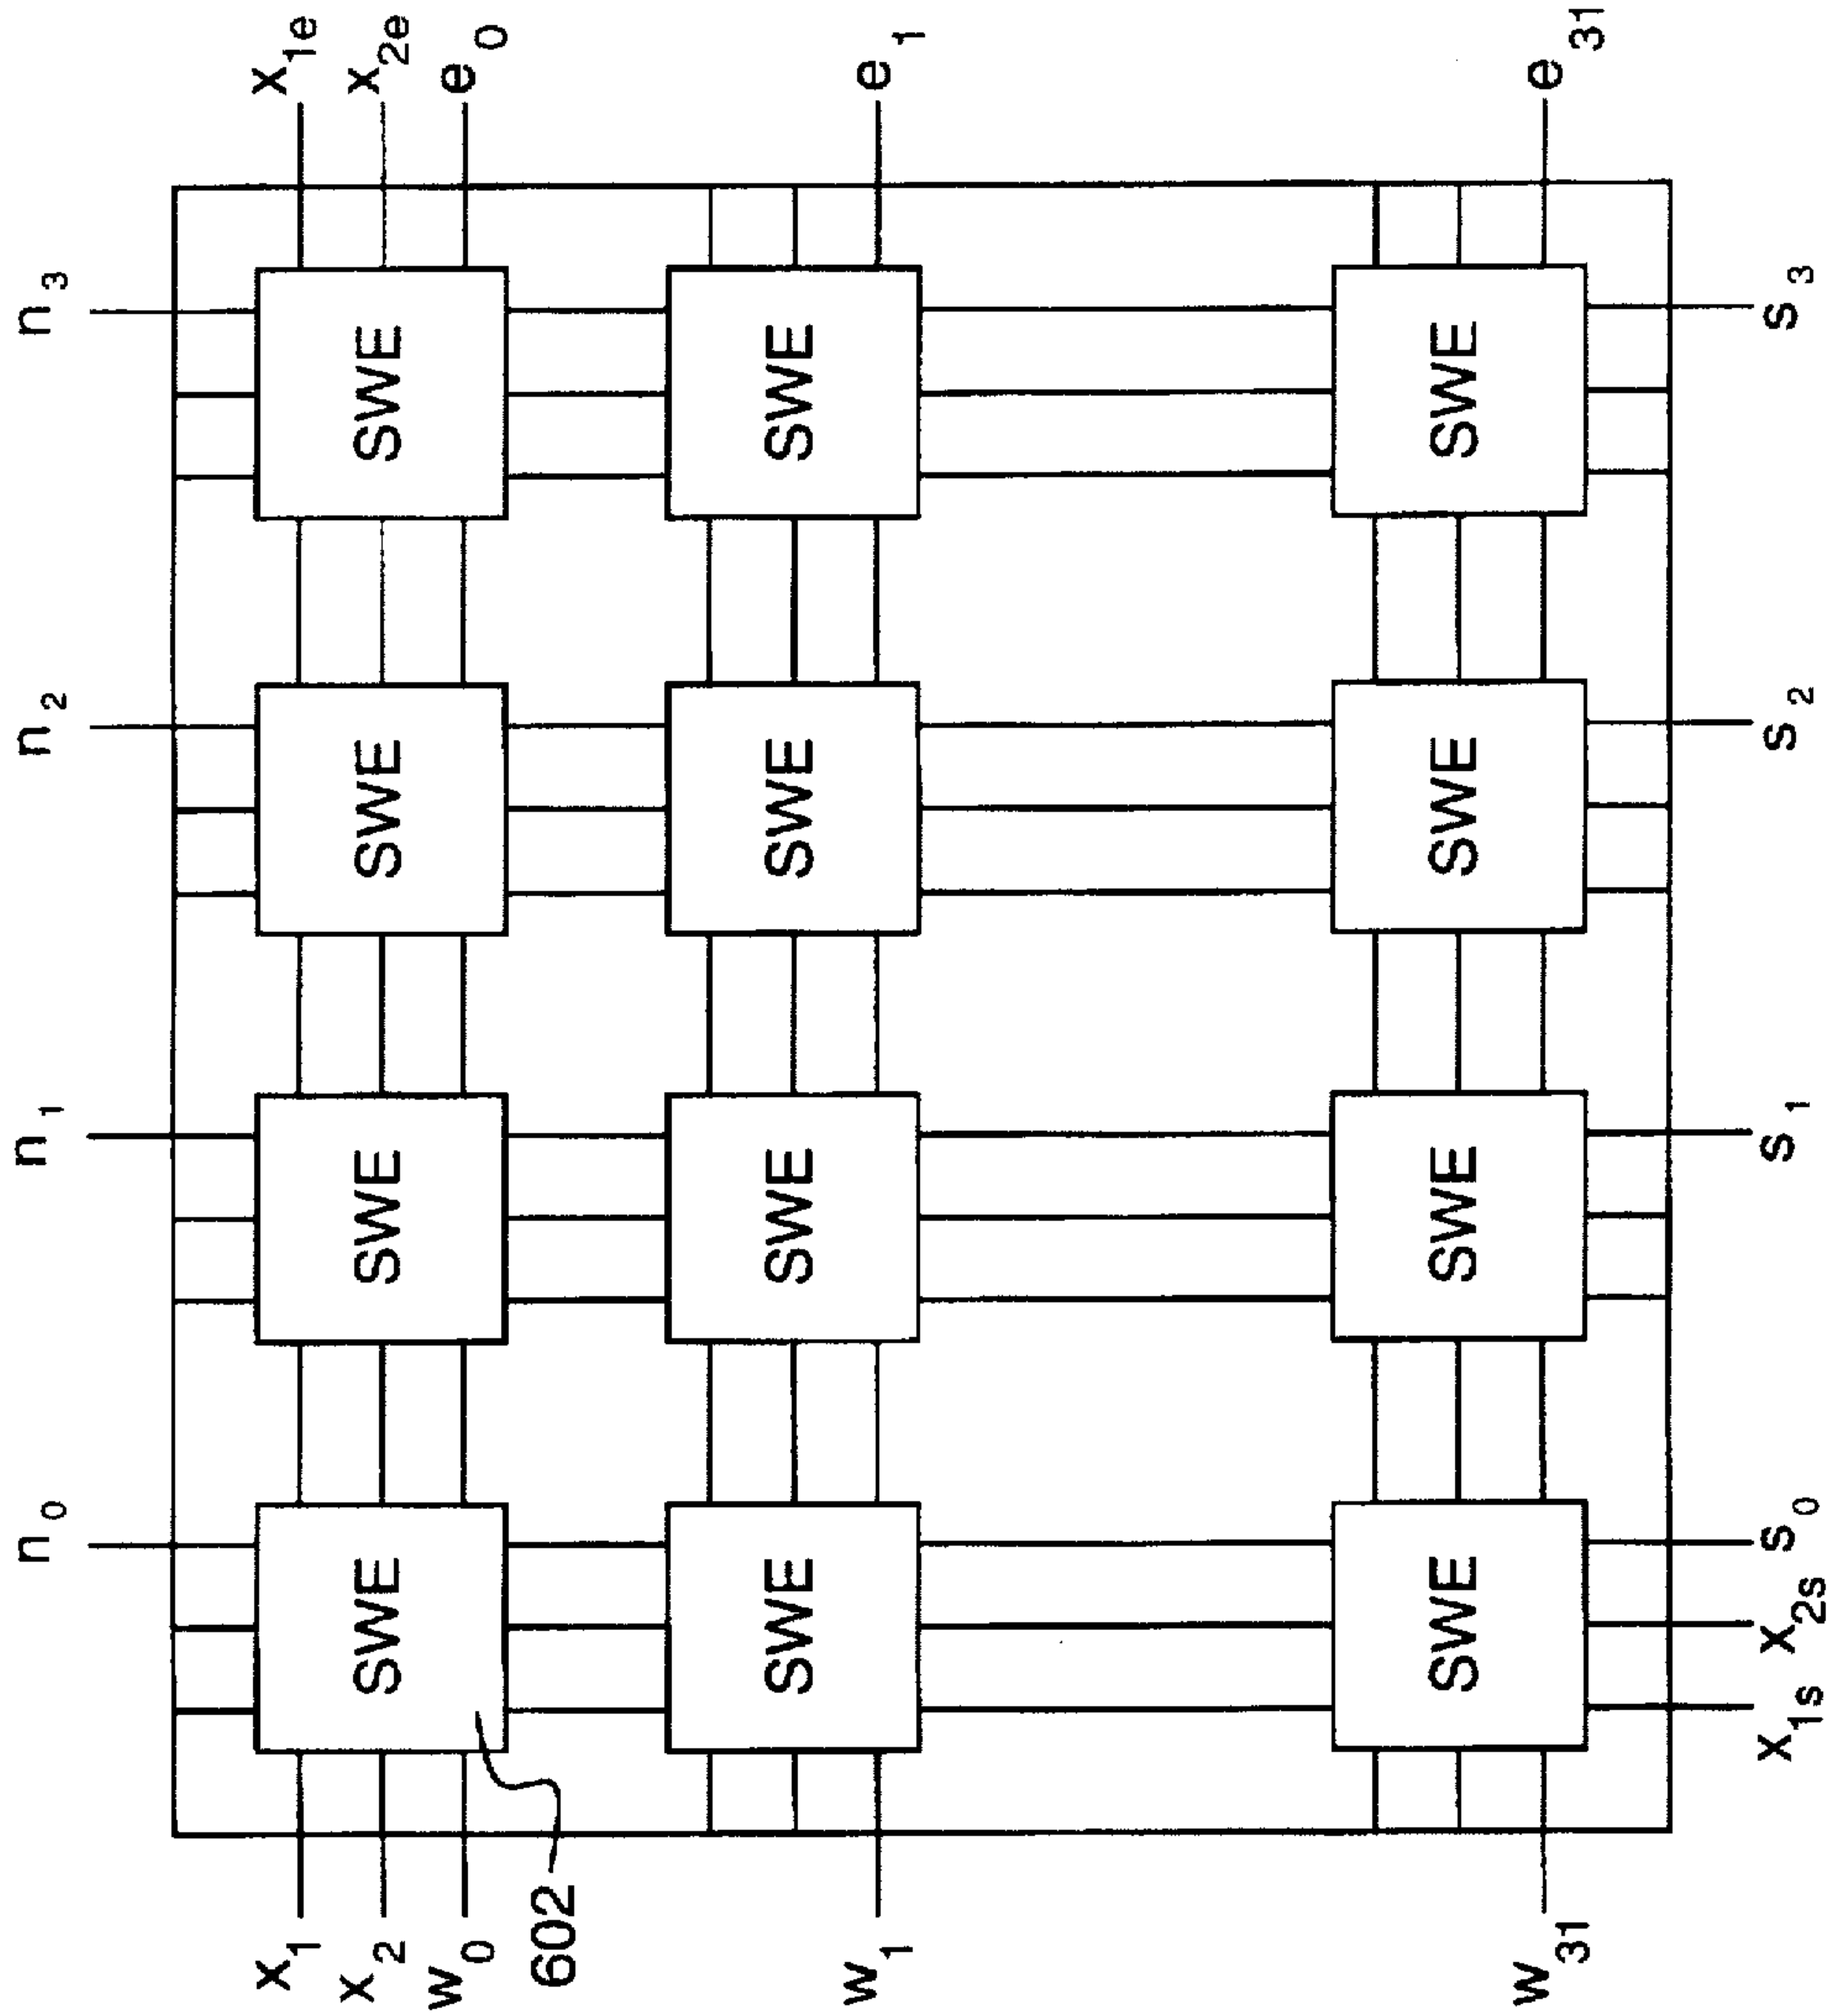 n₀ n₁ n₂ n₃
x₁ x₁ₑ
x₂ SWE SWE SWE SWE x₂ₑ
w₀ e₀
602
SWE SWE SWE SWE
w₁ e₁
SWE SWE SWE SWE
w₃₁ e₃₁
x₁ₛ x₂ₛ s₀ s₁ s₂ s₃